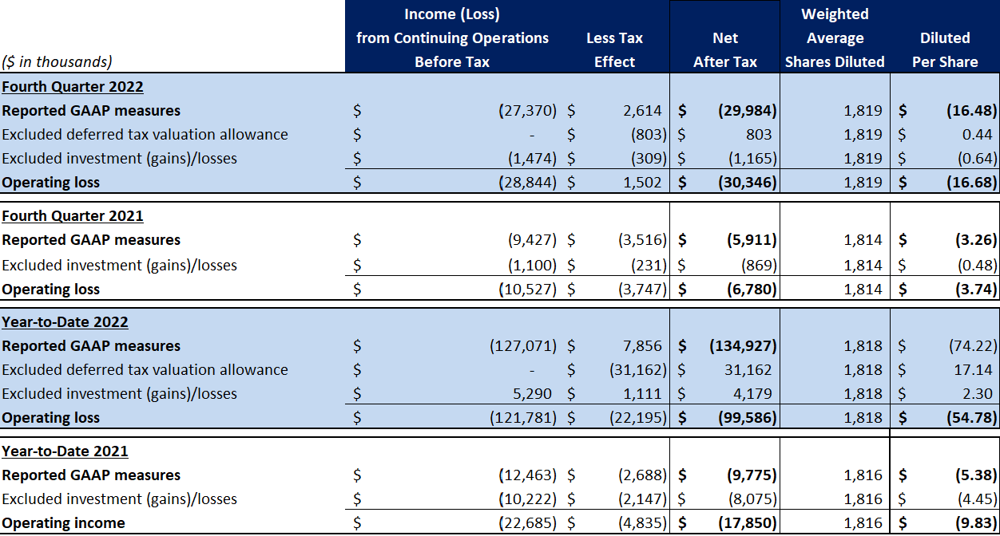 Income (Loss) Weighted
from Continuing Operations Less Tax Net Average Diluted
($ in thousands) Before Tax Effect After Tax Shares Diluted Per Share
Fourth Quarter 2022
Reported GAAP measures $ (27,370) $ 2,614 $ (29,984) 1,819 $ (16.48)
Excluded deferred tax valuation allowance $ - $ (803) $ 803 1,819 $ 0.44
Excluded investment (gains)/losses $ (1,474) $ (309) $ (1,165) 1,819 $ (0.64)
Operating loss $ (28,844) $ 1,502 $ (30,346) 1,819 $ (16.68)
Fourth Quarter 2021
Reported GAAP measures $ (9,427) $ (3,516) $ (5,911) 1,814 $ (3.26)
Excluded investment (gains)/losses $ (1,100) $ (231) $ (869) 1,814 $ (0.48)
Operating loss $ (10,527) $ (3,747) $ (6,780) 1,814 $ (3.74)
Year-to-Date 2022
Reported GAAP measures $ (127,071) $ 7,856 $ (134,927) 1,818 $ (74.22)
Excluded deferred tax valuation allowance $ - $ (31,162) $ 31,162 1,818 $ 17.14
Excluded investment (gains)/losses $ 5,290 $ 1,111 $ 4,179 1,818 $ 2.30
Operating loss $ (121,781) $ (22,195) $ (99,586) 1,818 $ (54.78)
Year-to-Date 2021
Reported GAAP measures $ (12,463) $ (2,688) $ (9,775) 1,816 $ (5.38)
Excluded investment (gains)/losses $ (10,222) $ (2,147) $ (8,075) 1,816 $ (4.45)
Operating income $ (22,685) $ (4,835) $ (17,850) 1,816 $ (9.83)